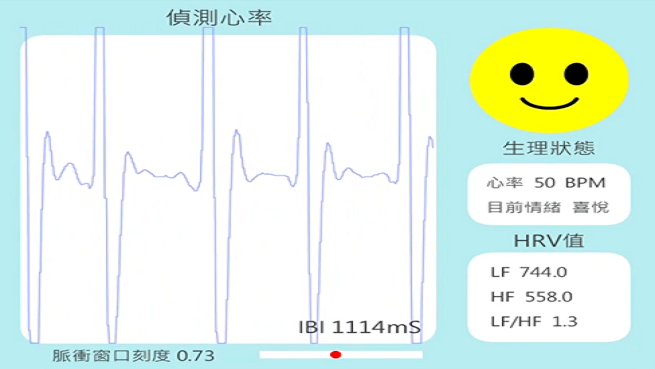 偵測心率
IBI 1114mS
脈衝窗口刻度 0.73
生理狀態
心率 50 BPM
目前情緒 喜悅
HRV值
LF 744.0
HF 558.0
LF/HF 1.3